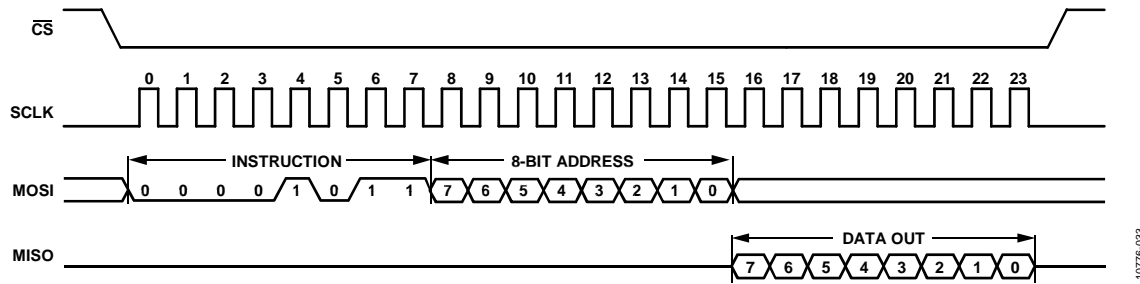 CS
0 1 2 3 4 5 6 7 8 9 10 11 12 13 14 15 16 17 18 19 20 21 22 23
SCLK
INSTRUCTION 8-BIT ADDRESS
MOSI 0 0 0 0 1 0 1 1 7 6 5 4 3 2 1 0
DATA OUT
MISO 7 6 5 4 3 2 1 0
10776-033